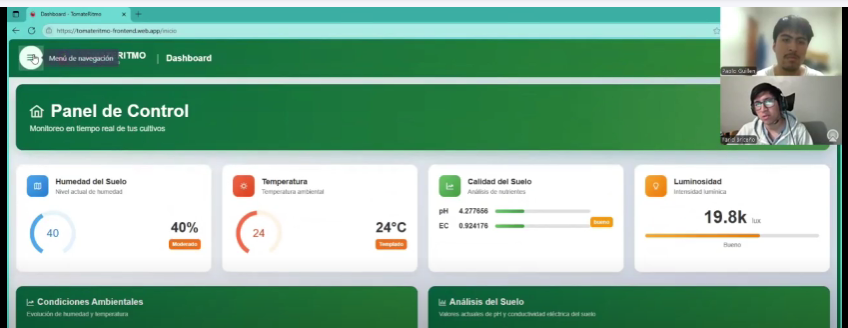 Dashboard - TomateRitmo
https://tomateritmo-frontend.web.app/inicio
Menú de navegación
RITMO | Dashboard
Panel de Control
Monitoreo en tiempo real de tus cultivos
Humedad del Suelo
Nivel actual de humedad
40
40%
Moderado
Temperatura
Temperatura ambiental
24
24°C
Templado
Calidad del Suelo
Análisis de nutrientes
pH 4.277656
EC 0.924176
Bueno
Luminosidad
Intensidad lumínica
19.8k lux
Bueno
Condiciones Ambientales
Evolución de humedad y temperatura
Análisis del Suelo
Valores actuales de pH y conductividad eléctrica del suelo
Paolo Guillen